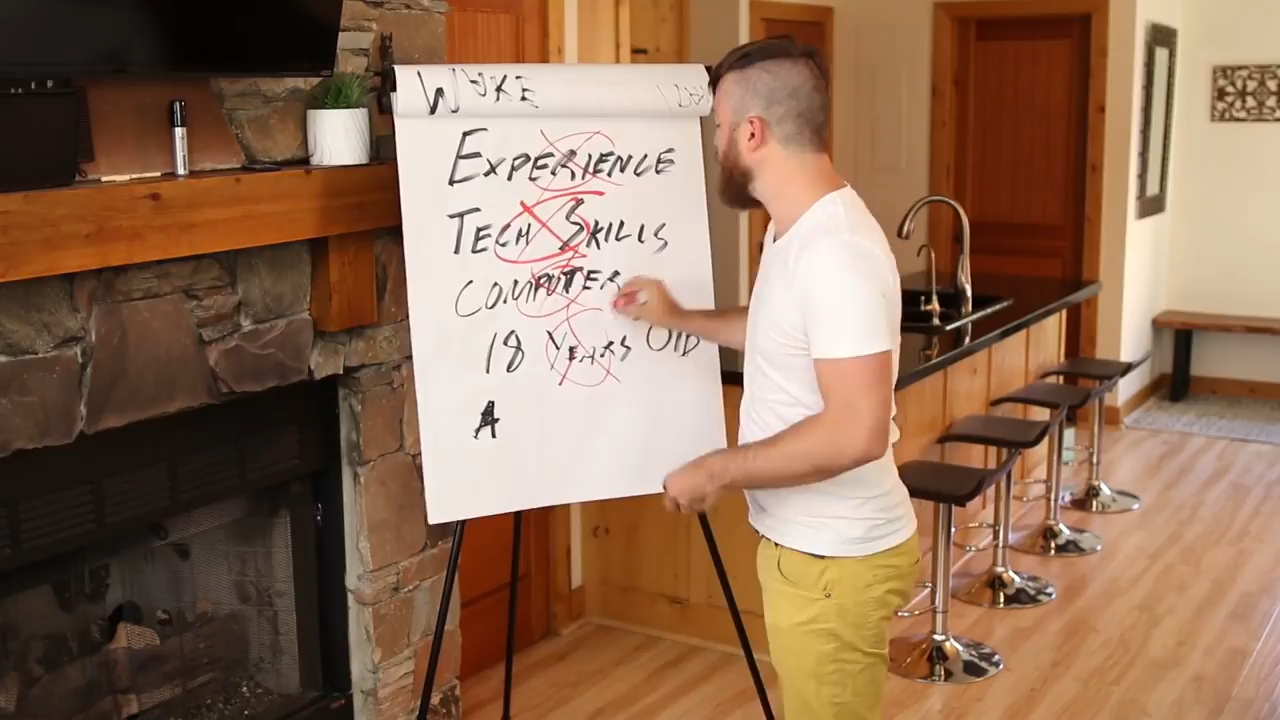 WAKE
EXPERIENCE
TECH SKILLS
COMPUTER
18 YEARS OLD
A